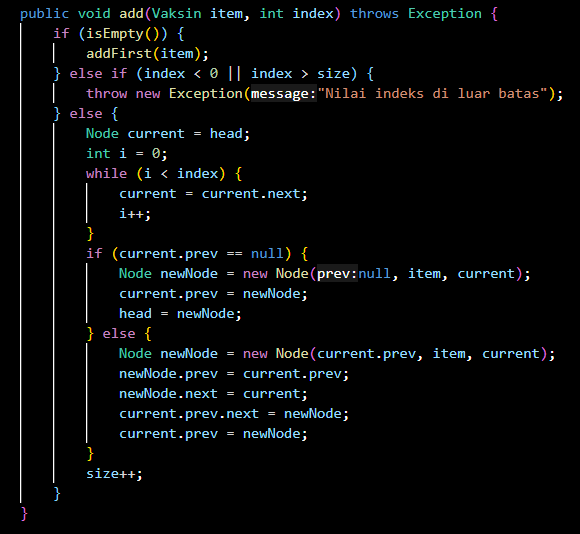 public void add(Vaksin item, int index) throws Exception {
    if (isEmpty()) {
        addFirst(item);
    } else if (index < 0 || index > size) {
        throw new Exception(message:"Nilai indeks di luar batas");
    } else {
        Node current = head;
        int i = 0;
        while (i < index) {
            current = current.next;
            i++;
        }
        if (current.prev == null) {
            Node newNode = new Node(prev:null, item, current);
            current.prev = newNode;
            head = newNode;
        } else {
            Node newNode = new Node(current.prev, item, current);
            newNode.prev = current.prev;
            newNode.next = current;
            current.prev.next = newNode;
            current.prev = newNode;
        }
        size++;
    }
}